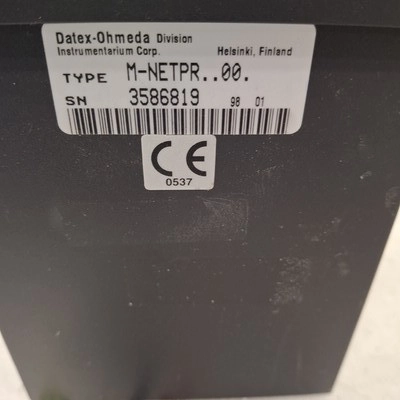 Datex-Ohmeda Division
Instrumentarium Corp. Helsinki, Finland
TYPE M-NETPR..00.
SN 3586819 98 01
CE
0537